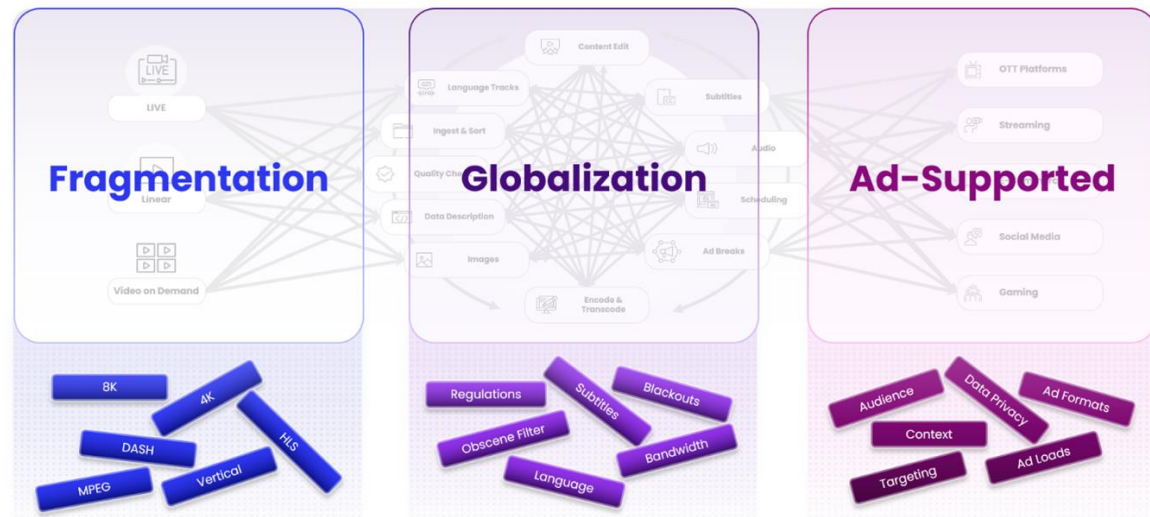 LIVE
LIVE
Fragmentation
Linear
Video on Demand
8K
4K
HLS
DASH
Vertical
MPEG
Content Edit
Language Tracks
Subtitles
Ingest & Sort
Audio
Globalization
Data Description
Scheduling
Images
Ad Breaks
Encode &
Transcode
Regulations
Subtitles
Blackouts
Obscene Filter
Bandwidth
Language
OTT Platforms
Streaming
Ad-Supported
Social Media
Gaming
Audience
Data Privacy
Ad Formats
Context
Targeting
Ad Loads